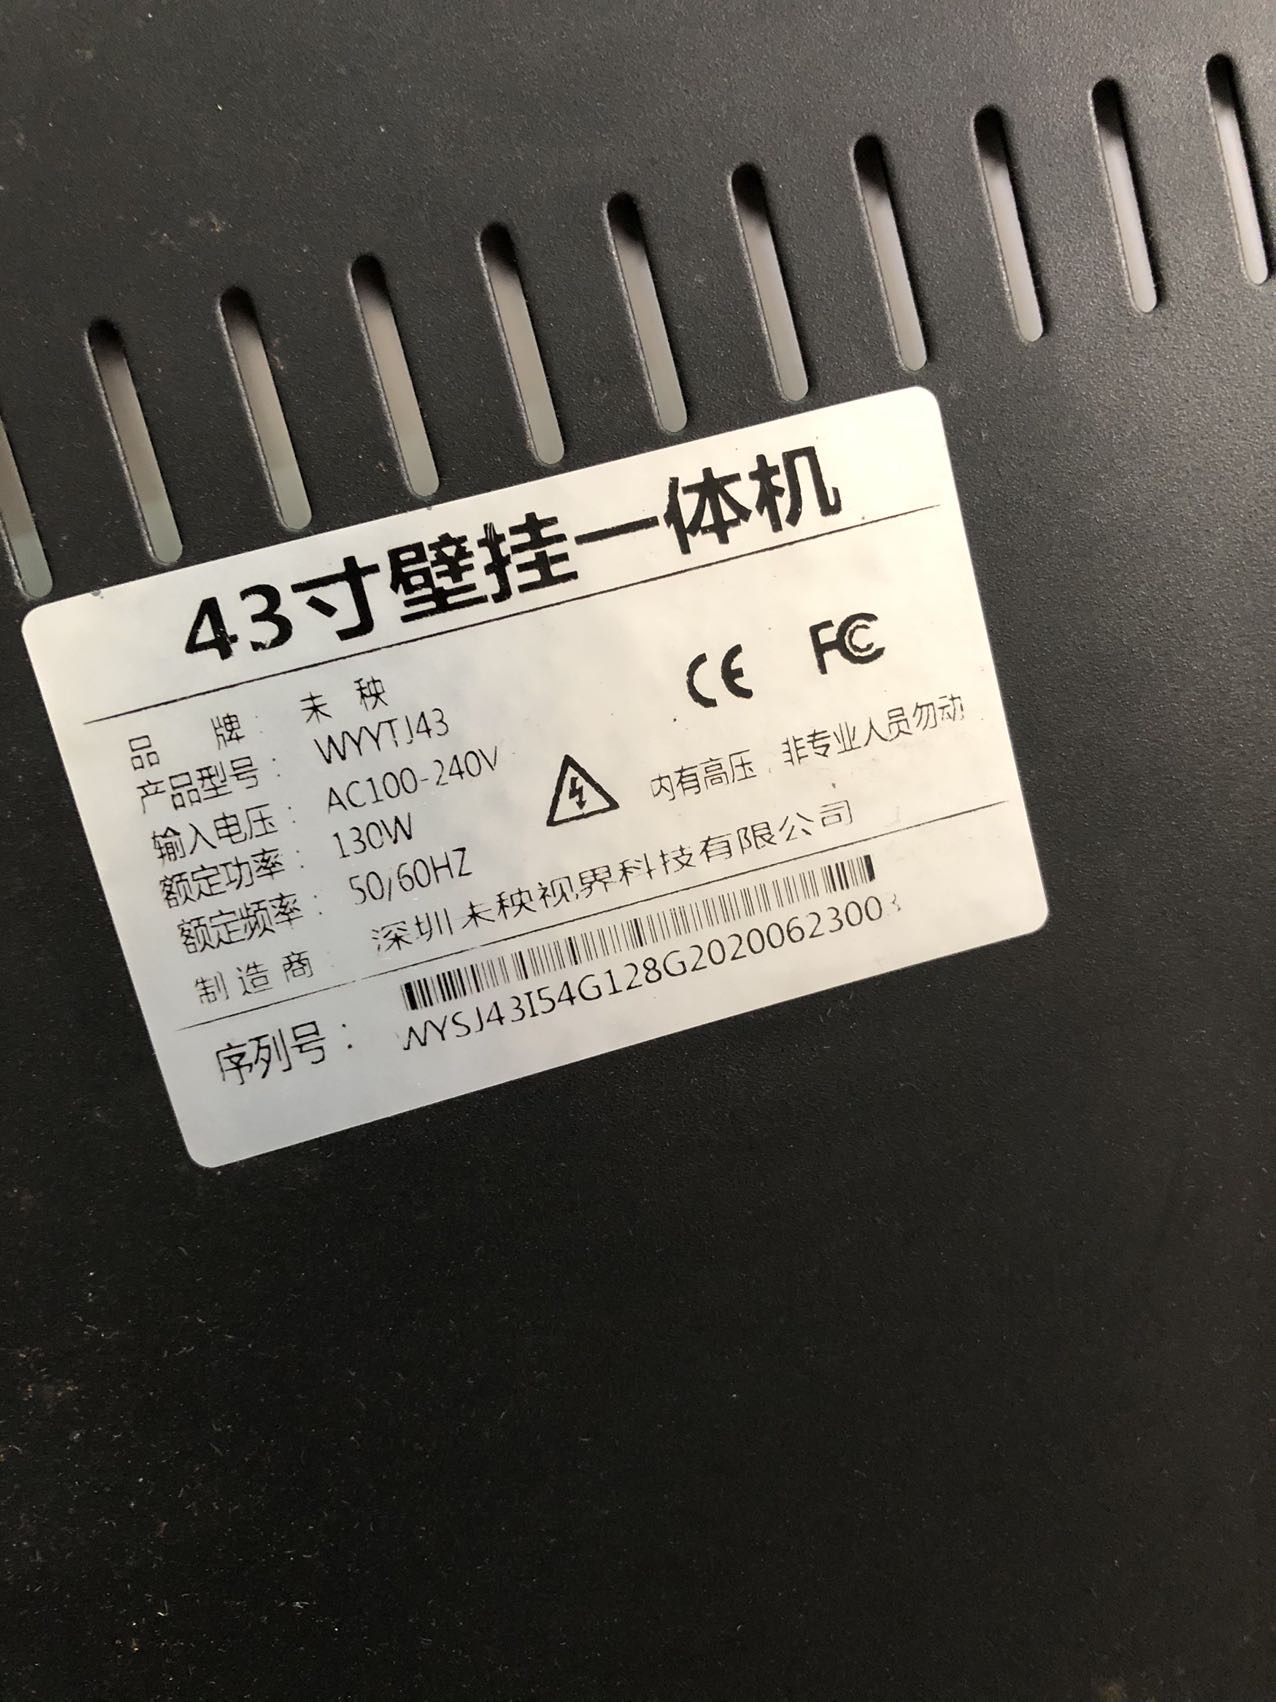 43寸壁挂一体机
品 牌: 未秧
产品型号: WYYTJ43
输入电压: AC100-240V
额定功率: 130W
额定频率: 50/60HZ
制造商: 深圳未秧视界科技有限公司
CE FC
内有高压 非专业人员勿动
序列号: WYSJ43I54G128G20200623003